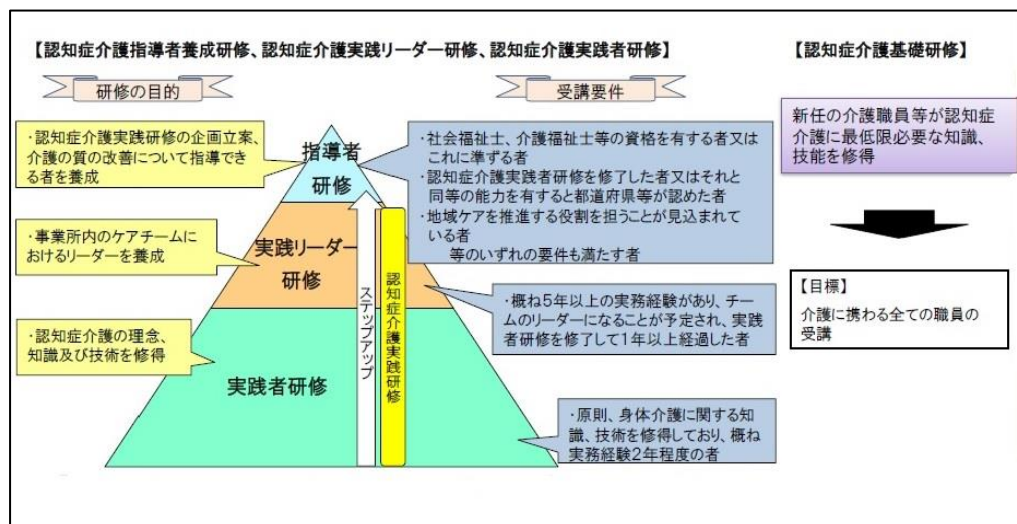 【認知症介護指導者養成研修、認知症介護実践リーダー研修、認知症介護実践者研修】
研修の目的
受講要件
・認知症介護実践研修の企画立案、
介護の質の改善について指導でき
る者を養成
・事業所内のケアチームに
おけるリーダーを養成
・認知症介護の理念、
知識及び技術を修得
指導者
研修
実践リーダー
研修
実践者研修
ステップアップ
認知症介護実践研修
・社会福祉士、介護福祉士等の資格を有する者又は
これに準ずる者
・認知症介護実践者研修を修了した者又はそれと
同等の能力を有すると都道府県等が認めた者
・地域ケアを推進する役割を担うことが見込まれて
いる者
等のいずれの要件も満たす者
・概ね5年以上の実務経験があり、チー
ムのリーダーになることが予定され、実践
者研修を修了して1年以上経過した者
・原則、身体介護に関する知
識、技術を修得しており、概ね
実務経験2年程度の者
【認知症介護基礎研修】
新任の介護職員等が認知症
介護に最低限必要な知識、
技能を修得
【目標】
介護に携わる全ての職員の
受講